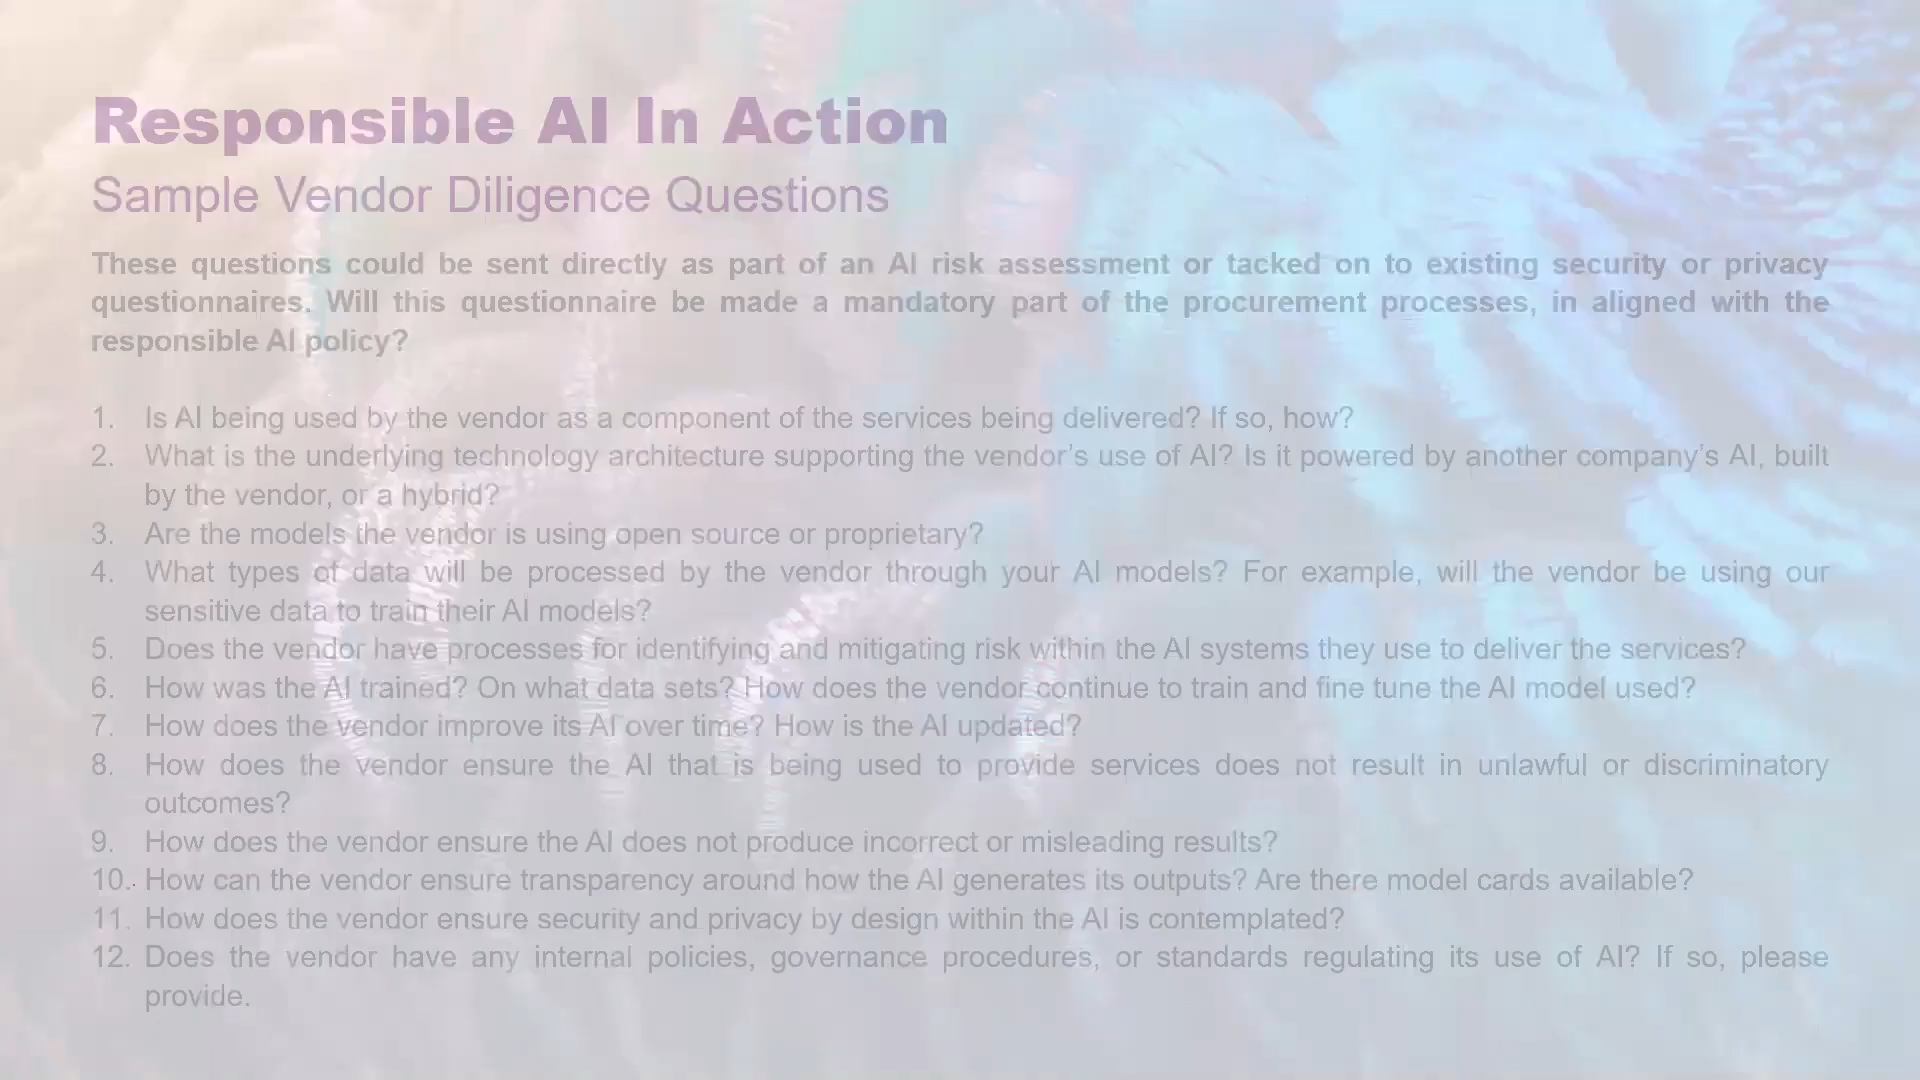 Responsible AI In Action
Sample Vendor Diligence Questions
These questions could be sent directly as part of an AI risk assessment or tacked on to existing security or privacy
questionnaires. Will this questionnaire be made a mandatory part of the procurement processes, in aligned with the
responsible AI policy?
1. Is AI being used by the vendor as a component of the services being delivered? If so, how?
2. What is the underlying technology architecture supporting the vendor’s use of AI? Is it powered by another company’s AI, built
by the vendor, or a hybrid?
3. Are the models the vendor is using open source or proprietary?
4. What types of data will be processed by the vendor through your AI models? For example, will the vendor be using our
sensitive data to train their AI models?
5. Does the vendor have processes for identifying and mitigating risk within the AI systems they use to deliver the services?
6. How was the AI trained? On what data sets? How does the vendor continue to train and fine tune the AI model used?
7. How does the vendor improve its AI over time? How is the AI updated?
8. How does the vendor ensure the AI that is being used to provide services does not result in unlawful or discriminatory
outcomes?
9. How does the vendor ensure the AI does not produce incorrect or misleading results?
10. How can the vendor ensure transparency around how the AI generates its outputs? Are there model cards available?
11. How does the vendor ensure security and privacy by design within the AI is contemplated?
12. Does the vendor have any internal policies, governance procedures, or standards regulating its use of AI? If so, please
provide.